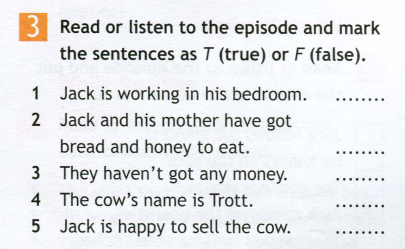 3 Read or listen to the episode and mark
the sentences as T (true) or F (false).
1 Jack is working in his bedroom. ........
2 Jack and his mother have got
bread and honey to eat. ........
3 They haven't got any money. ........
4 The cow's name is Trott. ........
5 Jack is happy to sell the cow. ........